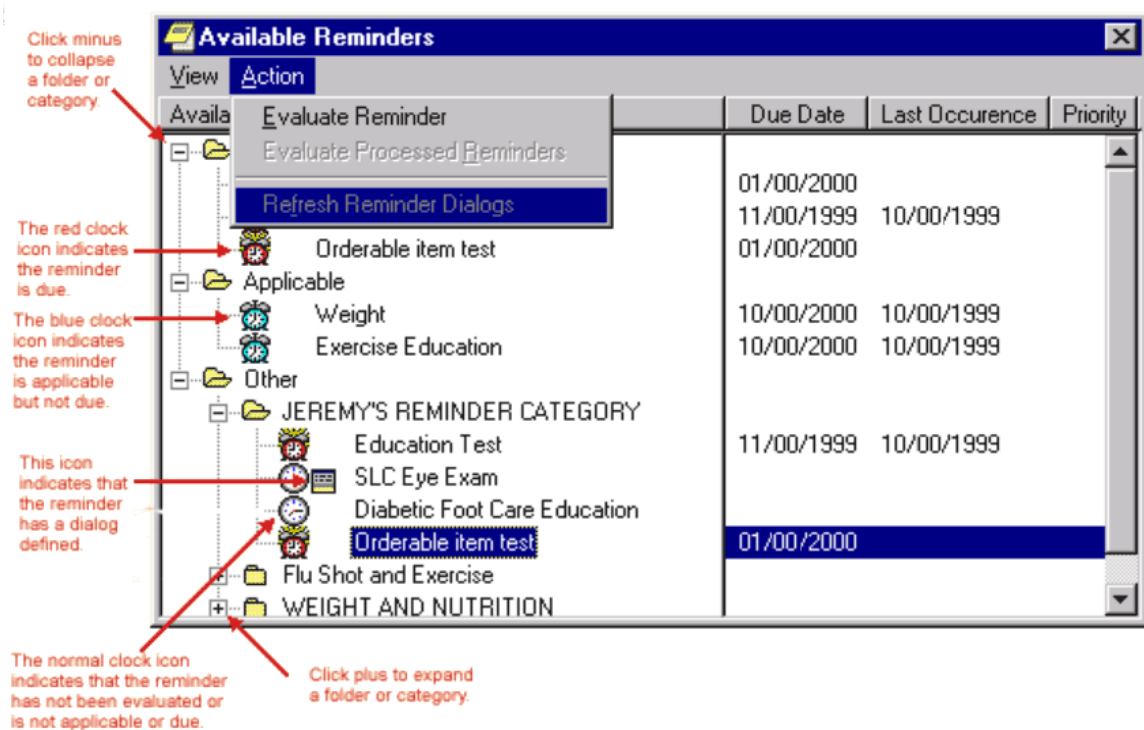 Click minus
to collapse
a folder or
category.
Available Reminders
View Action
Availa
Due Date Last Occurence Priority
Evaluate Reminder
Evaluate Processed Reminders
Refresh Reminder Dialogs
01/00/2000
11/00/1999 10/00/1999
The red clock
icon indicates
the reminder
is due.
Orderable item test 01/00/2000
Applicable
The blue clock
icon indicates
the reminder
is applicable
but not due.
Weight 10/00/2000 10/00/1999
Exercise Education 10/00/2000 10/00/1999
Other
JEREMY'S REMINDER CATEGORY
Education Test 11/00/1999 10/00/1999
This icon
indicates that
the reminder
has a dialog
defined.
SLC Eye Exam
Diabetic Foot Care Education
Orderable item test 01/00/2000
Flu Shot and Exercise
WEIGHT AND NUTRITION
The normal clock icon
indicates that the reminder
has not been evaluated or
is not applicable or due.
Click plus to expand
a folder or category.